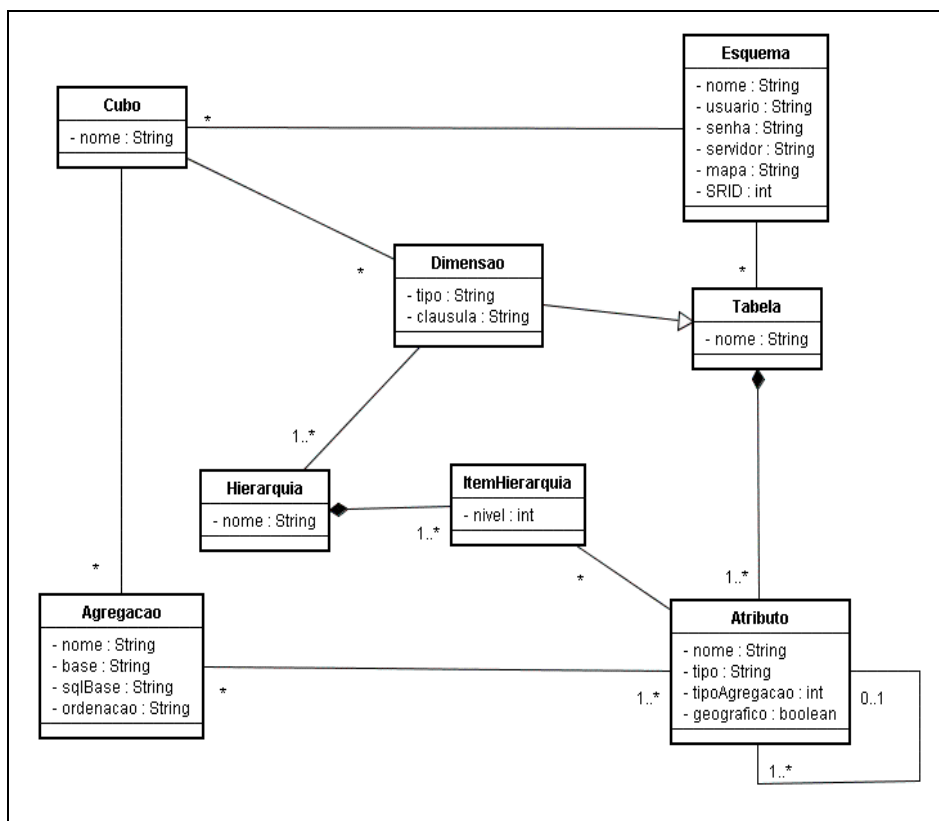 Esquema
- nome : String
- usuario : String
- senha : String
- servidor : String
- mapa : String
- SRID : int
Cubo
- nome : String
*
*
Dimensao
- tipo : String
- clausula : String
*
Tabela
- nome : String
1..*
Hierarquia
- nome : String
ItemHierarquia
- nivel : int
1..*
*
*
1..*
Agregacao
- nome : String
- base : String
- sqlBase : String
- ordenacao : String
Atributo
- nome : String
- tipo : String
- tipoAgregacao : int
- geografico : boolean
*
1..*
0..1
1..*